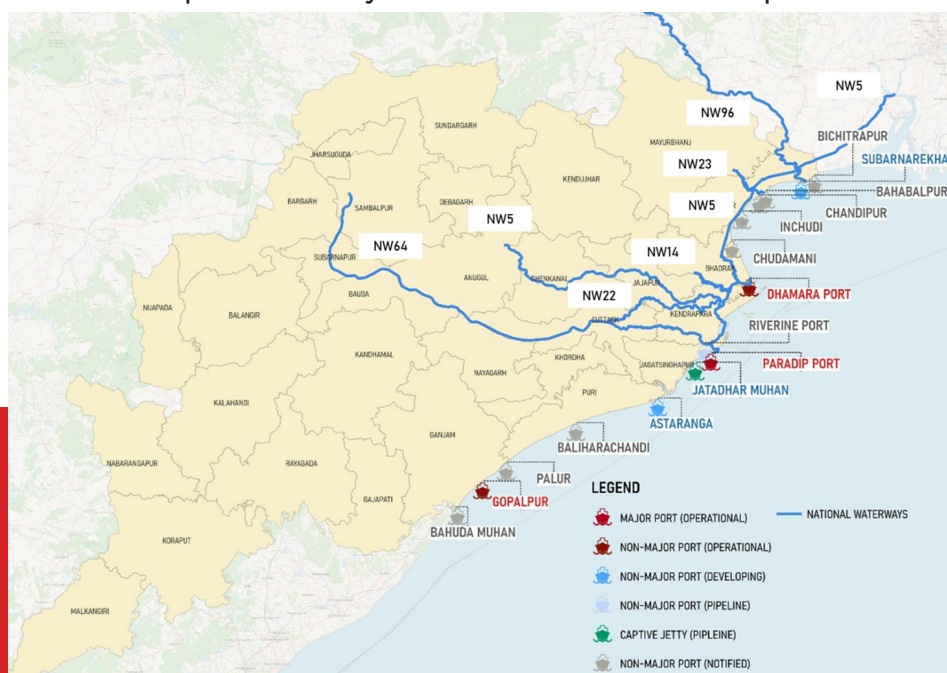 NW5
NW96
BICHITRAPUR
SUNDARGARH
MAYURBHANJ
SUBARNAREKHA
JHARSUGUDA
NW23
KENDUJHAR
BAHABALPUR
BARGARH
DEBAGARH
SAMBALPUR
NW5
NW5
CHANDIPUR
INCHUDI
NW64
SUBARNAPUR
NW14
CHUDAMANI
BHADRAK
ANUGUL
DHENKANAL
JAJAPUR
NW22
DHAMARA PORT
NUAPADA
BAUDA
BALANGIR
KENDRAPARA
CUTTACK
RIVERINE PORT
KANDHAMAL
KHORDHA
JAGATSINGHAPUR
PARADIP PORT
NAYAGARH
PURI
JATADHAR MUHAN
KALAHANDI
ASTARANGA
GANJAM
BALIHARACHANDI
NABARANGAPUR
RAYAGADA
PALUR
GAJAPATI
GOPALPUR
BAHUDA MUHAN
KORAPUT
MALKANGIRI
LEGEND
MAJOR PORT (OPERATIONAL)
NATIONAL WATERWAYS
NON-MAJOR PORT (OPERATIONAL)
NON-MAJOR PORT (DEVELOPING)
NON-MAJOR PORT (PIPELINE)
CAPTIVE JETTY (PIPLEINE)
NON-MAJOR PORT (NOTIFIED)